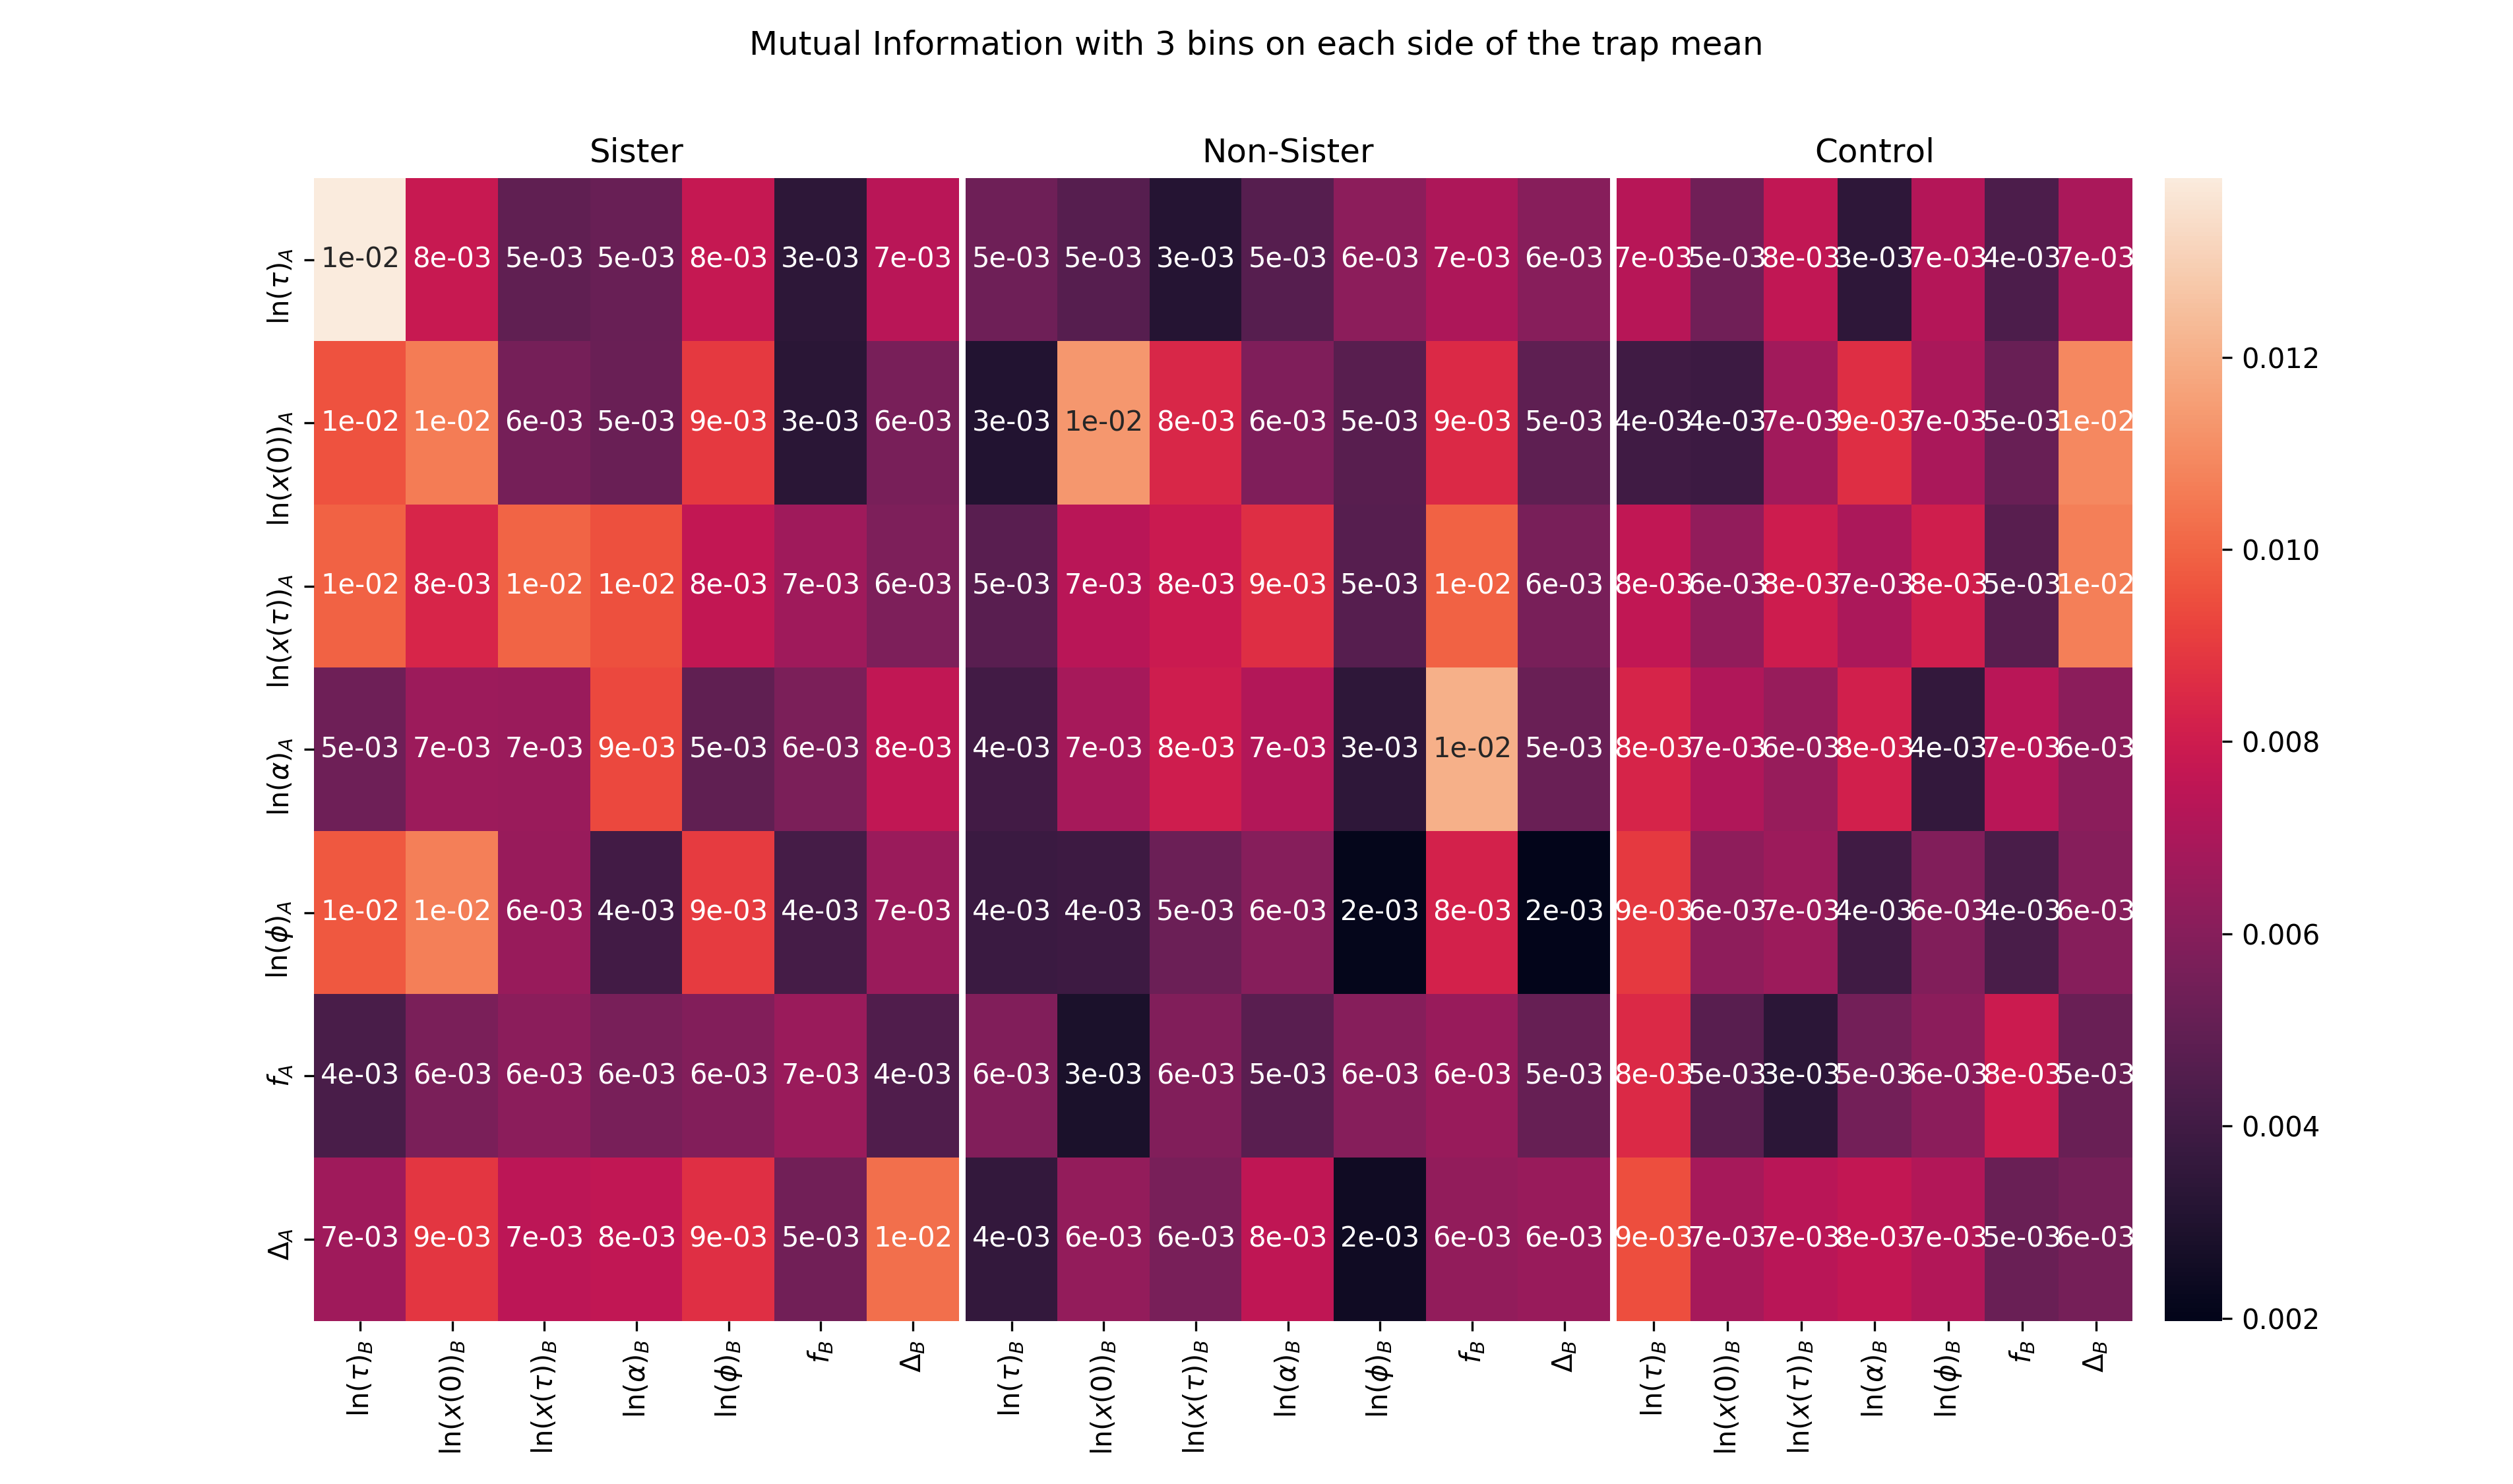 Mutual Information with 3 bins on each side of the trap mean
Sister Non-Sister Control
ln(τ)A 1e-02 8e-03 5e-03 5e-03 8e-03 3e-03 7e-03 5e-03 5e-03 3e-03 5e-03 6e-03 7e-03 6e-03 7e-03 5e-03 8e-03 3e-03 7e-03 4e-03 7e-03
0.012
ln(x(0))A 1e-02 1e-02 6e-03 5e-03 9e-03 3e-03 6e-03 3e-03 1e-02 8e-03 6e-03 5e-03 9e-03 5e-03 4e-03 4e-03 7e-03 9e-03 7e-03 5e-03 1e-02
0.010
ln(x(τ))A 1e-02 8e-03 1e-02 1e-02 8e-03 7e-03 6e-03 5e-03 7e-03 8e-03 9e-03 5e-03 1e-02 6e-03 8e-03 6e-03 8e-03 7e-03 8e-03 5e-03 1e-02
0.008
ln(α)A 5e-03 7e-03 7e-03 9e-03 5e-03 6e-03 8e-03 4e-03 7e-03 8e-03 7e-03 3e-03 1e-02 5e-03 8e-03 7e-03 6e-03 8e-03 4e-03 7e-03 6e-03
ln(ϕ)A 1e-02 1e-02 6e-03 4e-03 9e-03 4e-03 7e-03 4e-03 4e-03 5e-03 6e-03 2e-03 8e-03 2e-03 9e-03 6e-03 7e-03 4e-03 6e-03 4e-03 6e-03
0.006
fA 4e-03 6e-03 6e-03 6e-03 6e-03 7e-03 4e-03 6e-03 3e-03 6e-03 5e-03 6e-03 6e-03 5e-03 8e-03 5e-03 3e-03 5e-03 6e-03 8e-03 5e-03
0.004
ΔA 7e-03 9e-03 7e-03 8e-03 9e-03 5e-03 1e-02 4e-03 6e-03 6e-03 8e-03 2e-03 6e-03 6e-03 9e-03 7e-03 7e-03 8e-03 7e-03 5e-03 6e-03
0.002
ln(τ)B ln(x(0))B ln(x(τ))B ln(α)B ln(ϕ)B fB ΔB ln(τ)B ln(x(0))B ln(x(τ))B ln(α)B ln(ϕ)B fB ΔB ln(τ)B ln(x(0))B ln(x(τ))B ln(α)B ln(ϕ)B fB ΔB